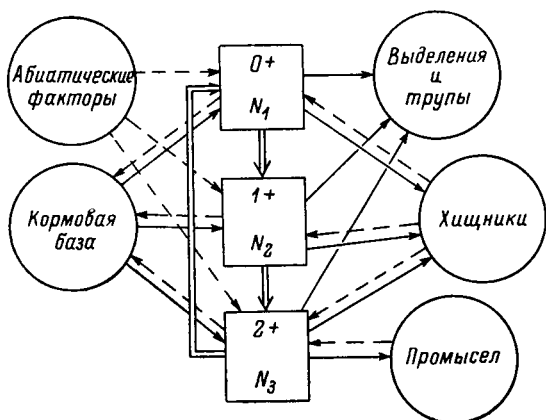 Абиатические
факторы
0+
N1
Выделения
и
трупы
Кормовая
база
1+
N2
Хищники
2+
N3
Промысел